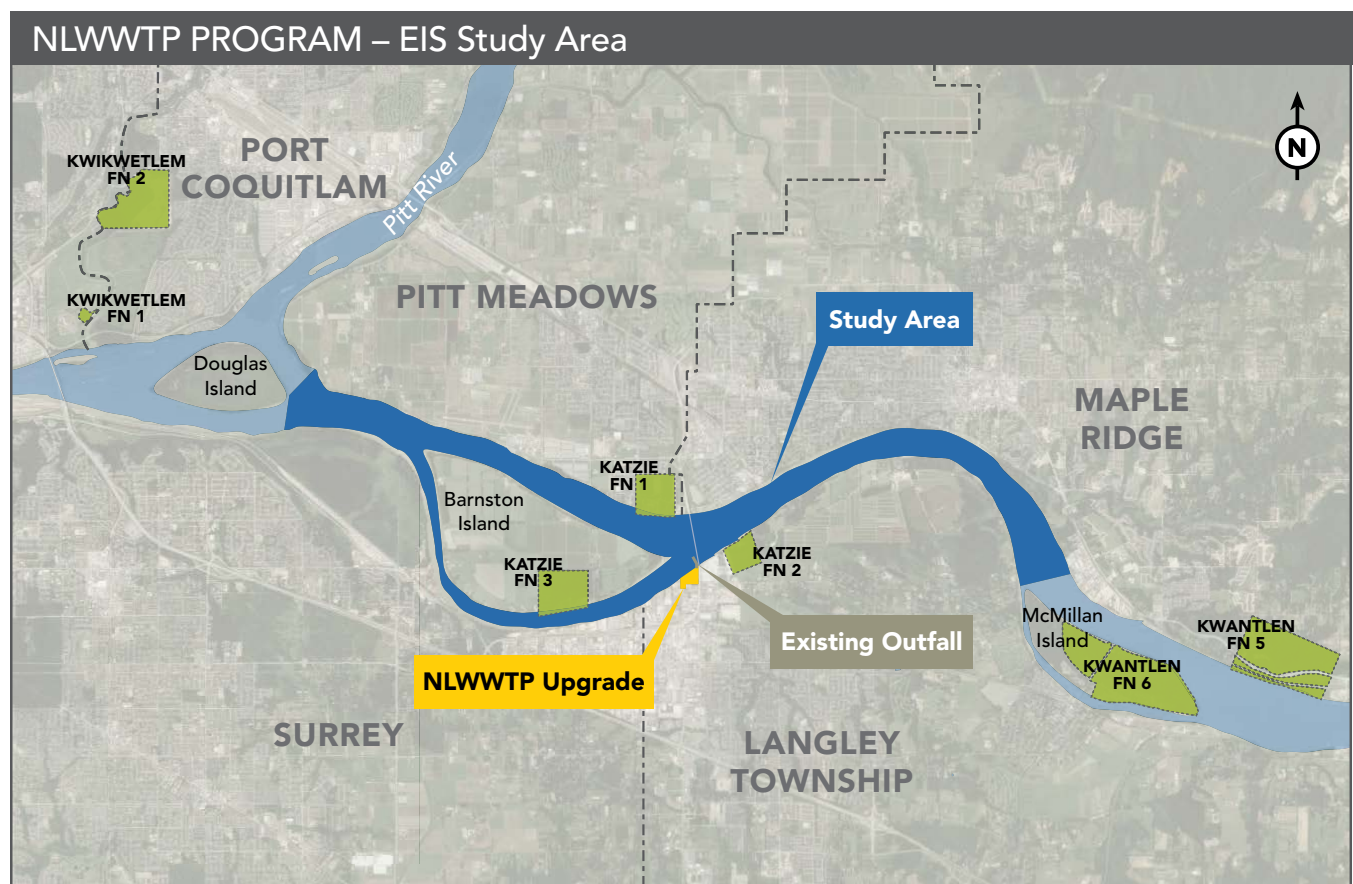 NLWWTP PROGRAM – EIS Study Area
N
KWIKWETLEM
FN 2
PORT
COQUITLAM
Pitt River
KWIKWETLEM
FN 1
PITT MEADOWS
Study Area
Douglas
Island
MAPLE
RIDGE
KATZIE
FN 1
Barnston
Island
KATZIE
FN 2
KATZIE
FN 3
McMillan
Island
KWANTLEN
FN 5
Existing Outfall
KWANTLEN
FN 6
NLWWTP Upgrade
SURREY
LANGLEY
TOWNSHIP